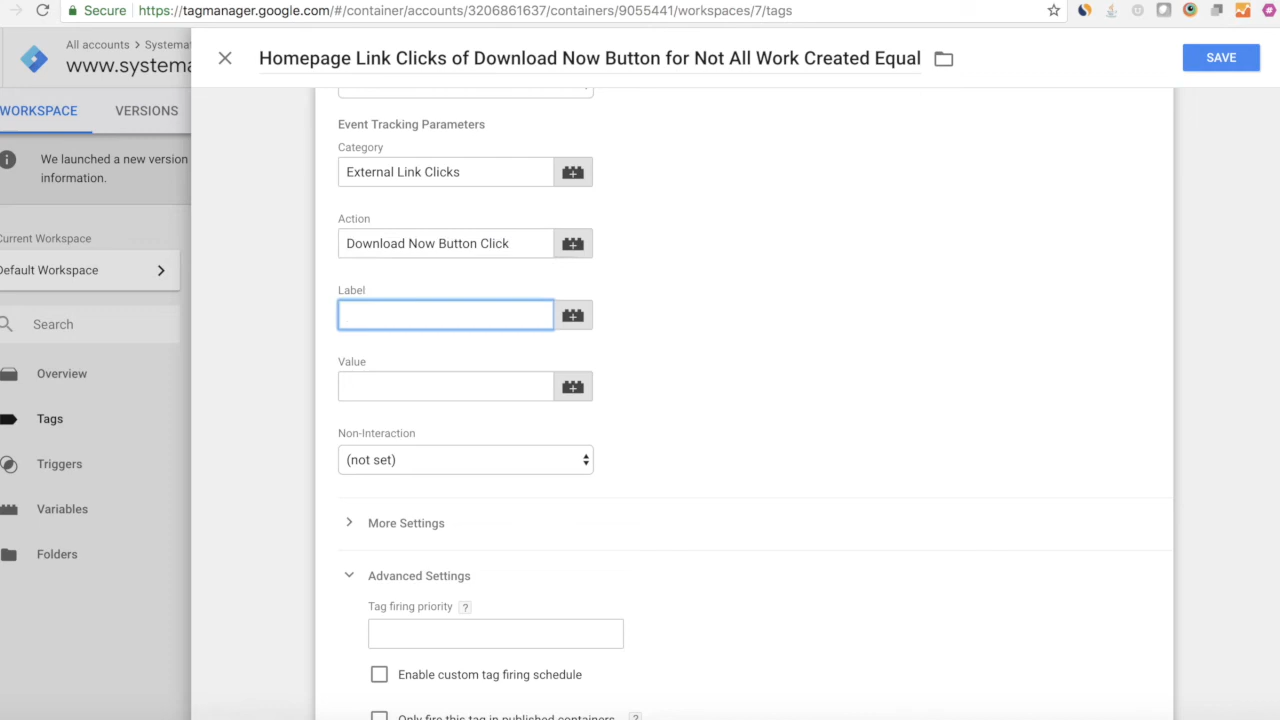 Secure https://tagmanager.google.com/#/container/accounts/3206861637/containers/9055441/workspaces/7/tags
All accounts > Systema
www.systema
Homepage Link Clicks of Download Now Button for Not All Work Created Equal
SAVE
WORKSPACE
VERSIONS
We launched a new version
information.
Current Workspace
Default Workspace
Search
Overview
Tags
Triggers
Variables
Folders
Event Tracking Parameters
Category
External Link Clicks
Action
Download Now Button Click
Label
Value
Non-Interaction
(not set)
More Settings
Advanced Settings
Tag firing priority ?
Enable custom tag firing schedule
Only fire this tag in published containers ?